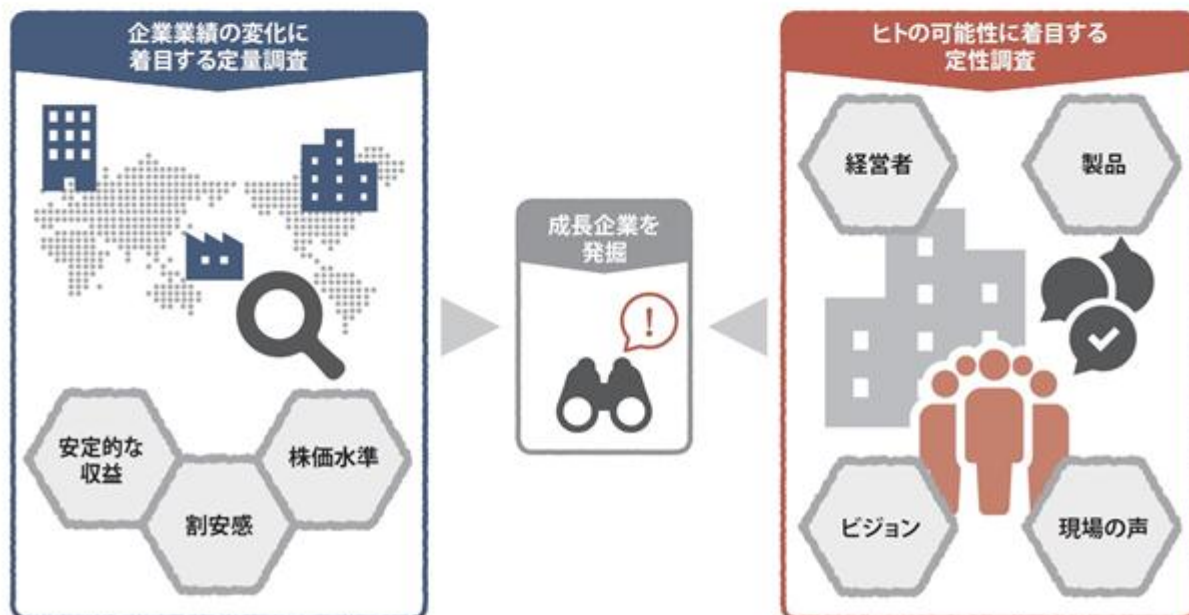 企業業績の変化に
着目する定量調査
安定的な
収益
割安感
株価水準
成長企業を
発掘
!
ヒトの可能性に着目する
定性調査
経営者
製品
ビジョン
現場の声